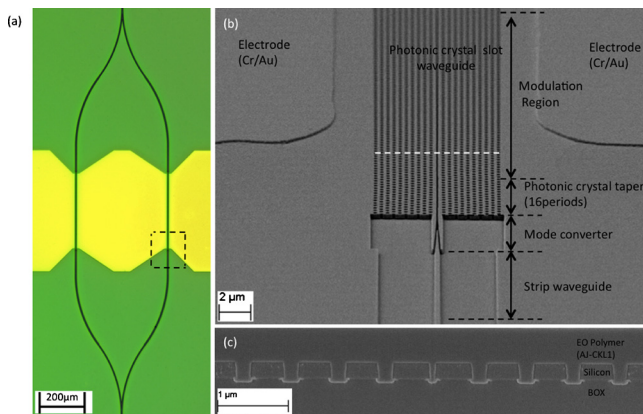 (a)
200μm
(b)
Electrode
(Cr/Au)
Photonic crystal slot
waveguide
Electrode
(Cr/Au)
Modulation
Region
Photonic crystal taper
(16periods)
Mode converter
Strip waveguide
2 μm
(c)
EO Polymer
(AJ-CKL1)
Silicon
BOX
1 μm